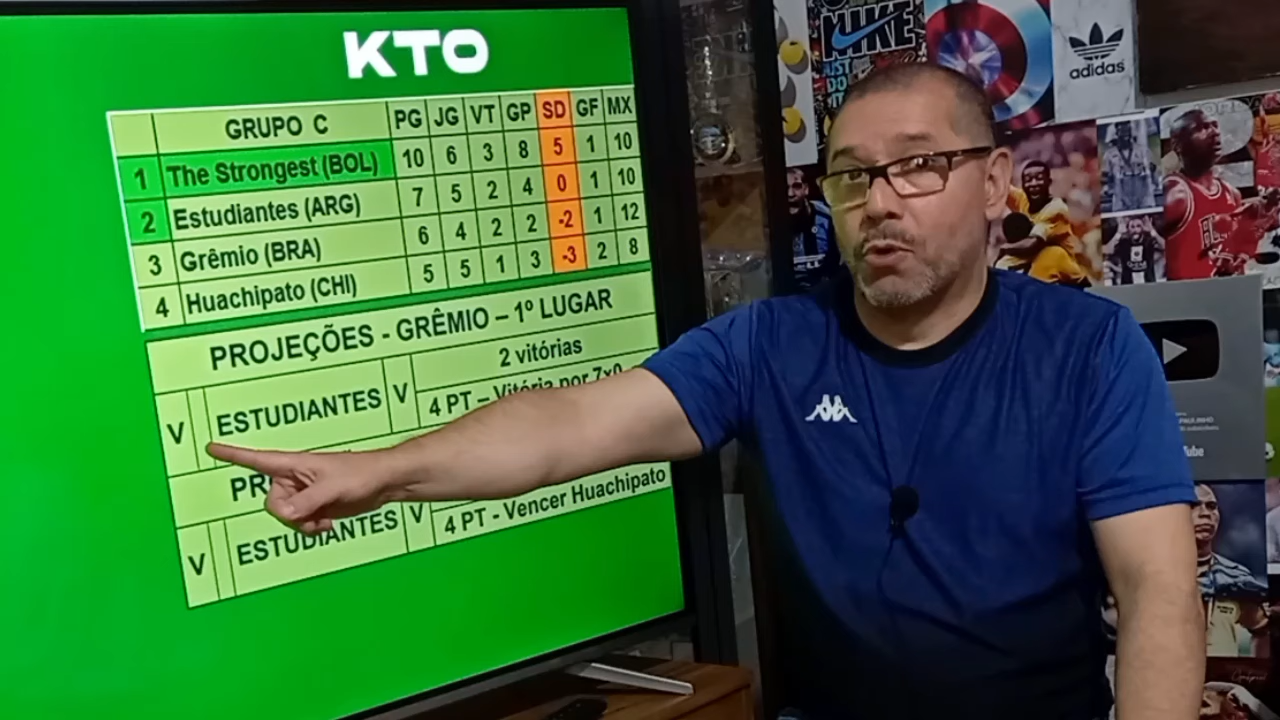 KTO
GRUPO C PG JG VT GP SD GF MX
1 The Strongest (BOL) 10 6 3 8 5 1 10
2 Estudiantes (ARG) 7 5 2 4 0 1 10
3 Grêmio (BRA) 6 4 2 2 -2 1 12
4 Huachipato (CHI) 5 5 1 3 -3 2 8
PROJEÇÕES - GRÊMIO – 1º LUGAR
2 vitórias
V ESTUDIANTES V
4 PT – Vitória por 7x0
V ESTUDIANTES V
4 PT - Vencer Huachipato
NIKE
JUST
DO
IT
adidas